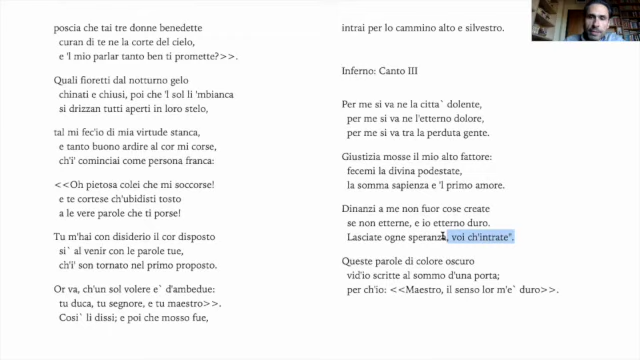 poscia che tai tre donne benedette
curan di te ne la corte del cielo,
e 'l mio parlar tanto ben ti promette?>>.
Quali fioretti dal notturno gelo
chinati e chiusi, poi che 'l sol li 'mbianca
si drizzan tutti aperti in loro stelo,
tal mi fec'io di mia virtude stanca,
e tanto buono ardire al cor mi corse,
ch'i' cominciai come persona franca:
<<Oh pietosa colei che mi soccorse!
e te cortese ch'ubidisti tosto
a le vere parole che ti porse!
Tu m'hai con disiderio il cor disposto
sì al venir con le parole tue,
ch'i' son tornato nel primo proposto.
Or va, ch'un sol volere e` d'ambedue:
tu duca, tu segnore, e tu maestro>>.
Cosi` li dissi; e poi che mosso fue,
intrai per lo cammino alto e silvestro.
Inferno: Canto III
Per me si va ne la citta` dolente,
per me si va ne l'etterno dolore,
per me si va tra la perduta gente.
Giustizia mosse il mio alto fattore:
fecemi la divina podestate,
la somma sapienza e 'l primo amore.
Dinanzi a me non fuor cose create
se non etterne, e io etterno duro.
Lasciate ogne speranza, voi ch'intrate".
Queste parole di colore oscuro
vid'io scritte al sommo d'una porta;
per ch'io: <<Maestro, il senso lor m'e` duro>>.